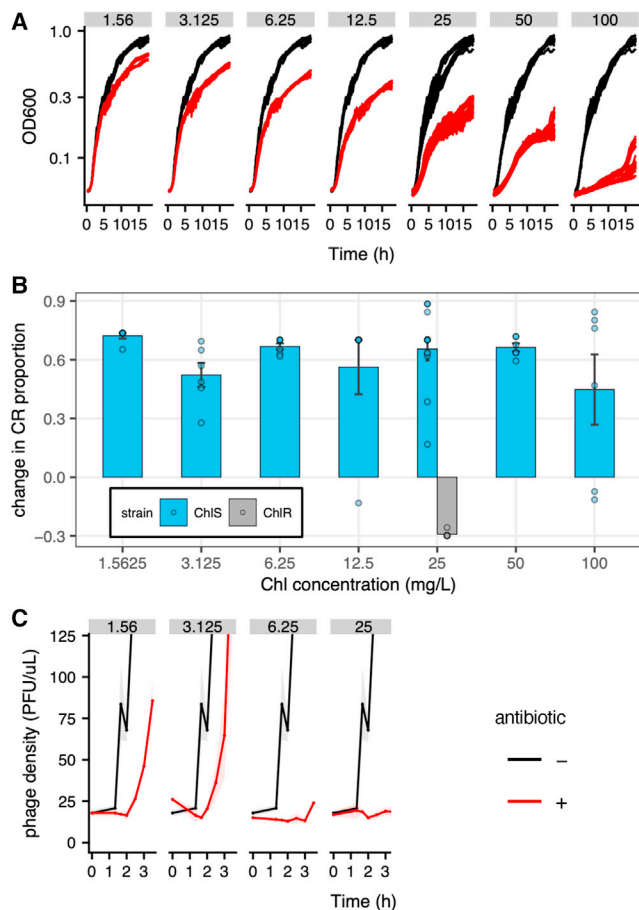 A
1.56 3.125 6.25 12.5 25 50 100
OD600
1.0
0.3
0.1
0 5 1015 0 5 1015 0 5 1015 0 5 1015 0 5 1015 0 5 1015 0 5 1015
Time (h)
B
change in CR proportion
0.9
0.6
0.3
0.0
−0.3
strain ChlS ChlR
1.5625 3.125 6.25 12.5 25 50 100
Chl concentration (mg/L)
C
1.56 3.125 6.25 25
phage density (PFU/uL)
125
100
75
50
25
0
0 1 2 3 0 1 2 3 0 1 2 3 0 1 2 3
Time (h)
antibiotic
−
+